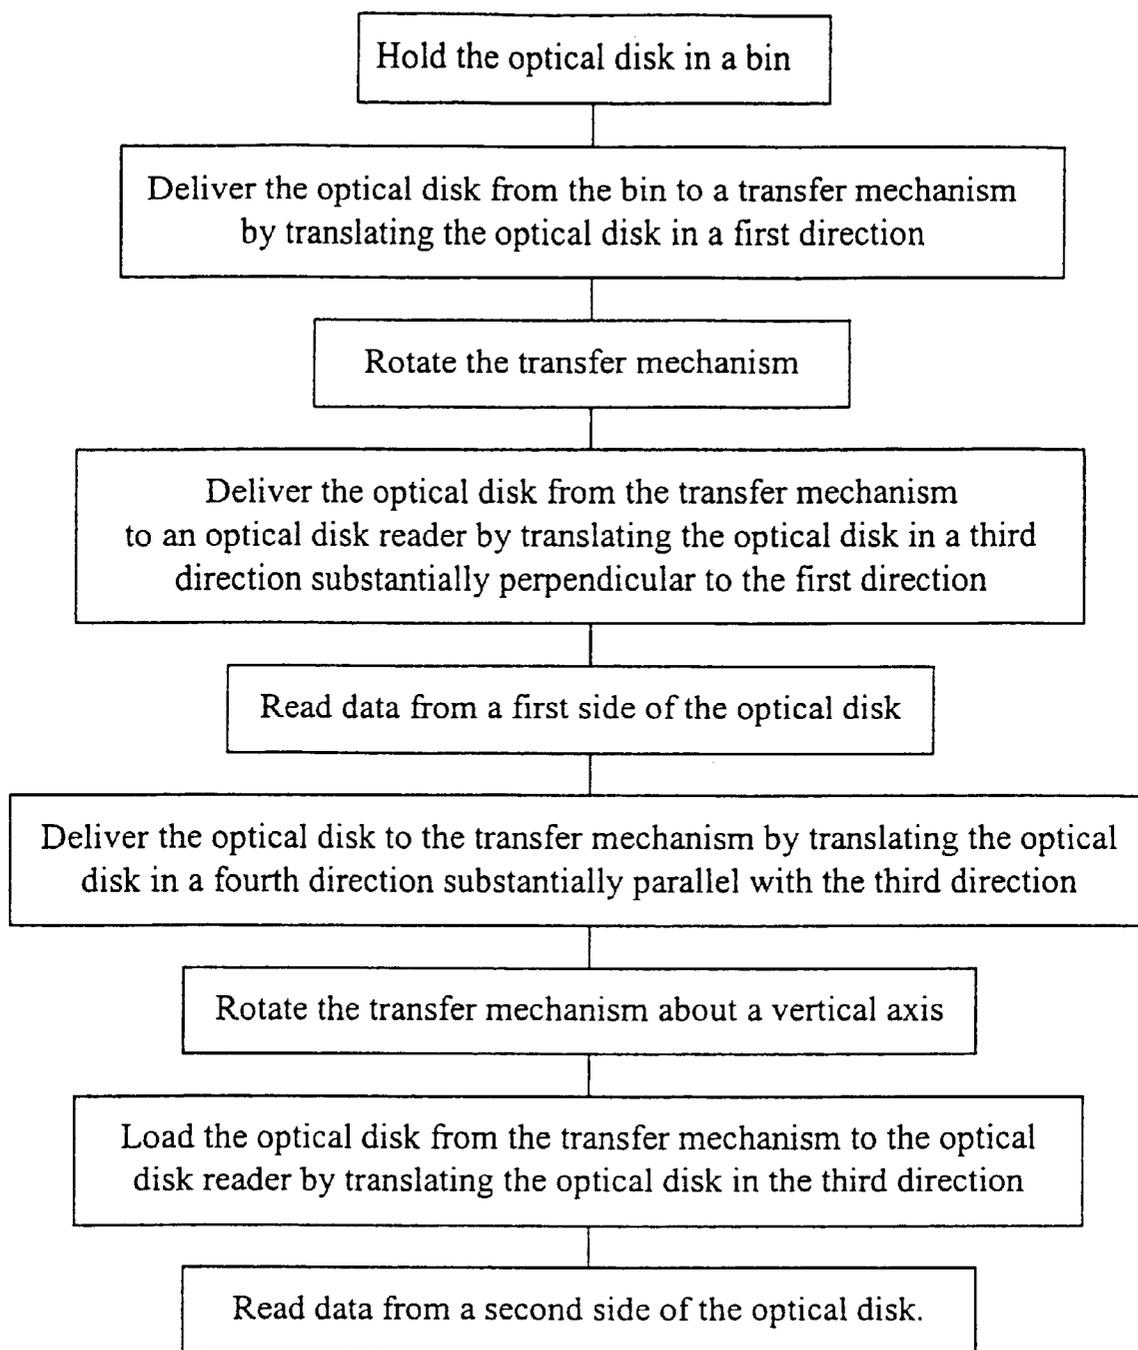 Hold the optical disk in a bin
Deliver the optical disk from the bin to a transfer mechanism
by translating the optical disk in a first direction
Rotate the transfer mechanism
Deliver the optical disk from the transfer mechanism
to an optical disk reader by translating the optical disk in a third
direction substantially perpendicular to the first direction
Read data from a first side of the optical disk
Deliver the optical disk to the transfer mechanism by translating the optical
disk in a fourth direction substantially parallel with the third direction
Rotate the transfer mechanism about a vertical axis
Load the optical disk from the transfer mechanism to the optical
disk reader by translating the optical disk in the third direction
Read data from a second side of the optical disk.